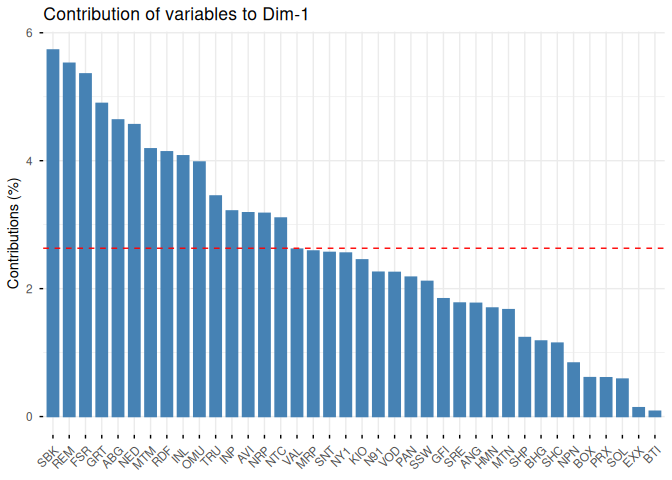 Contribution of variables to Dim-1
Contributions (%)
6
4
2
0
SBK REM FSR GRT ABG NED MTM RDF INL OMU TRU INP AVI NRP NTC VAL MRP SNT NY1 KIO N91 VOD PAN SSW GFI SRE ANG HMN MTN SHP BHG SHC NPN BOX PRX SOL EXX BTI